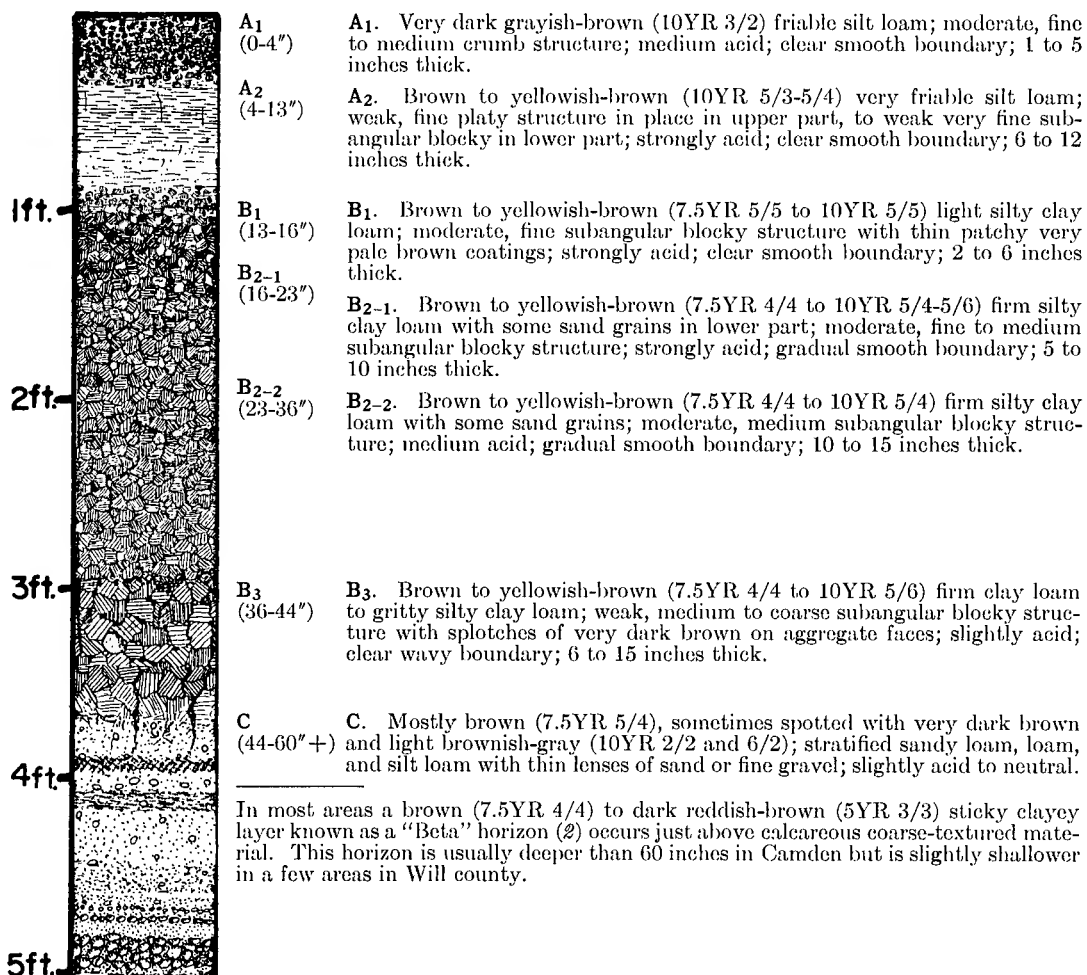 A1
(0-4″)
A1. Very dark grayish-brown (10YR 3/2) friable silt loam; moderate, fine
to medium crumb structure; medium acid; clear smooth boundary; 1 to 5
inches thick.
A2
(4-13″)
A2. Brown to yellowish-brown (10YR 5/3-5/4) very friable silt loam;
weak, fine platy structure in place in upper part, to weak very fine sub-
angular blocky in lower part; strongly acid; clear smooth boundary; 6 to 12
inches thick.
1ft.
B1
(13-16″)
B1. Brown to yellowish-brown (7.5YR 5/5 to 10YR 5/5) light silty clay
loam; moderate, fine subangular blocky structure with thin patchy very
pale brown coatings; strongly acid; clear smooth boundary; 2 to 6 inches
thick.
B2-1
(16-23″)
B2-1. Brown to yellowish-brown (7.5YR 4/4 to 10YR 5/4-5/6) firm silty
clay loam with some sand grains in lower part; moderate, fine to medium
subangular blocky structure; strongly acid; gradual smooth boundary; 5 to
10 inches thick.
2ft.
B2-2
(23-36″)
B2-2. Brown to yellowish-brown (7.5YR 4/4 to 10YR 5/4) firm silty clay
loam with some sand grains; moderate, medium subangular blocky struc-
ture; medium acid; gradual smooth boundary; 10 to 15 inches thick.
3ft.
B3
(36-44″)
B3. Brown to yellowish-brown (7.5YR 4/4 to 10YR 5/6) firm clay loam
to gritty silty clay loam; weak, medium to coarse subangular blocky struc-
ture with splotches of very dark brown on aggregate faces; slightly acid;
clear wavy boundary; 6 to 15 inches thick.
C
(44-60″+)
C. Mostly brown (7.5YR 5/4), sometimes spotted with very dark brown
and light brownish-gray (10YR 2/2 and 6/2); stratified sandy loam, loam,
and silt loam with thin lenses of sand or fine gravel; slightly acid to neutral.
4ft.
In most areas a brown (7.5YR 4/4) to dark reddish-brown (5YR 3/3) sticky clayey
layer known as a “Beta” horizon (2) occurs just above calcareous coarse-textured mate-
rial. This horizon is usually deeper than 60 inches in Camden but is slightly shallower
in a few areas in Will county.
5ft.